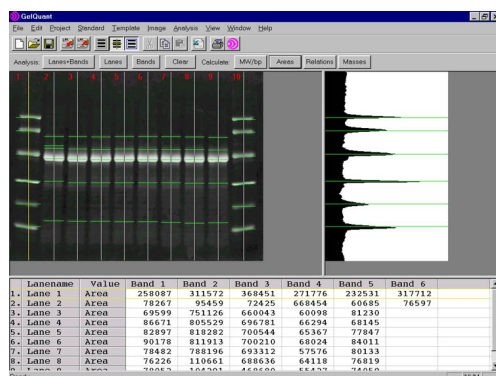 GelQuant
File Edit Project Standard Template Image Analysis View Window Help
Analysis: Lanes+Bands Lanes Bands Clear Calculate: MW/bp Areas Relations Masses
1 2 3 4 5 6 7 8 9 10
Lanename Value Band 1 Band 2 Band 3 Band 4 Band 5 Band 6
1. Lane 1 Area 258087 311572 368451 271776 232531 317712
2. Lane 2 Area 78267 95459 72425 668454 60685 76597
3. Lane 3 Area 69599 751126 660043 60098 81230
4. Lane 4 Area 86671 805529 696781 66294 68145
5. Lane 5 Area 82897 818282 700544 65367 77847
6. Lane 6 Area 90178 811913 700210 68024 84011
7. Lane 7 Area 78482 788196 693312 57576 80133
8. Lane 8 Area 76226 110661 688636 64118 76819